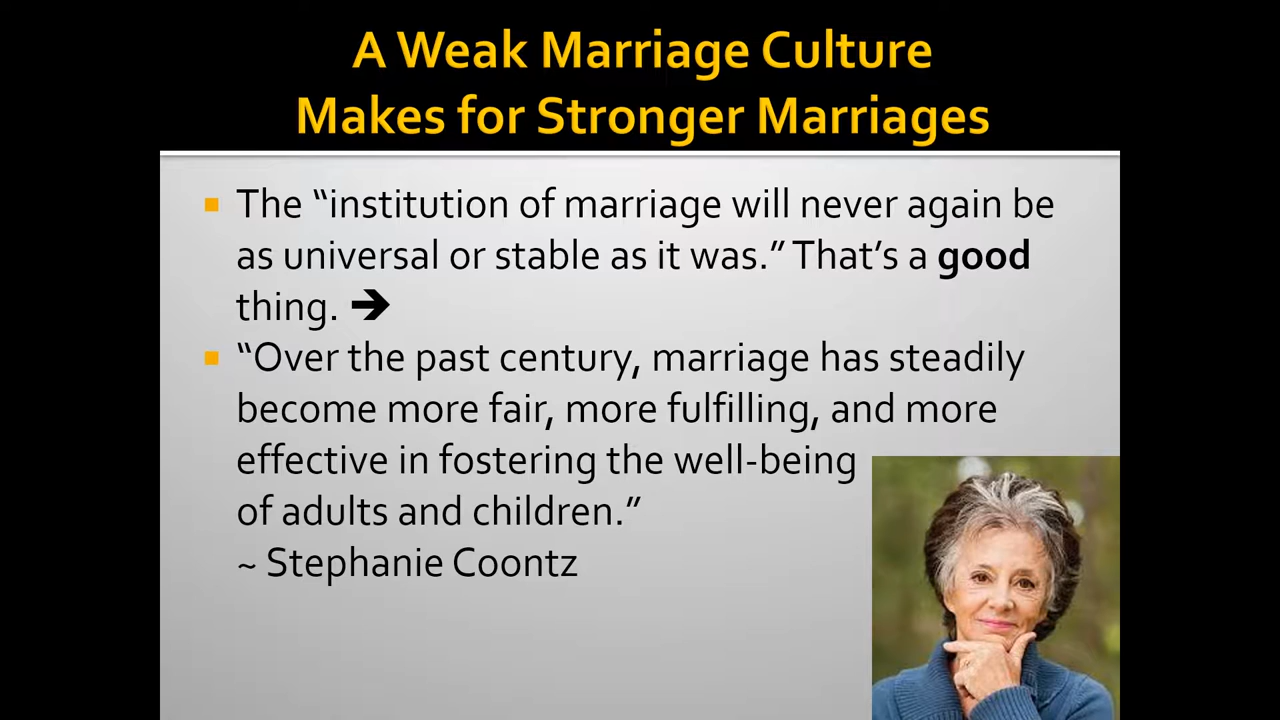 A Weak Marriage Culture
Makes for Stronger Marriages
The “institution of marriage will never again be
as universal or stable as it was.” That’s a good
thing. ➔
“Over the past century, marriage has steadily
become more fair, more fulfilling, and more
effective in fostering the well-being
of adults and children.”
~ Stephanie Coontz